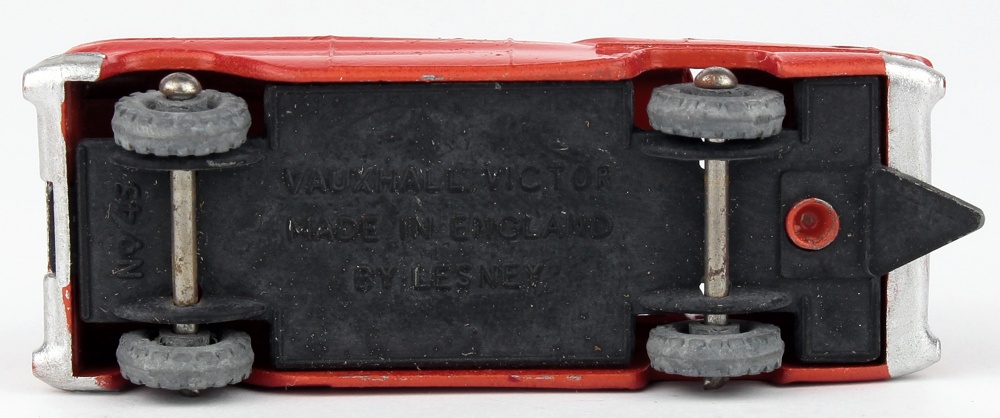 VAUXHALL VICTOR
MADE IN ENGLAND
BY LESNEY
No 45